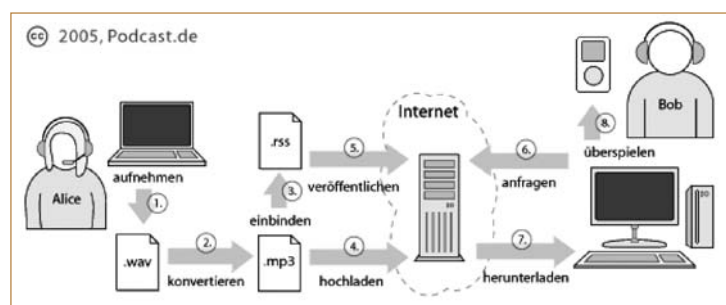 cc 2005, Podcast.de
Alice
aufnehmen
1.
.wav
2.
konvertieren
.mp3
3.
einbinden
.rss
4.
hochladen
5.
veröffentlichen
Internet
6.
anfragen
7.
herunterladen
8.
überspielen
Bob